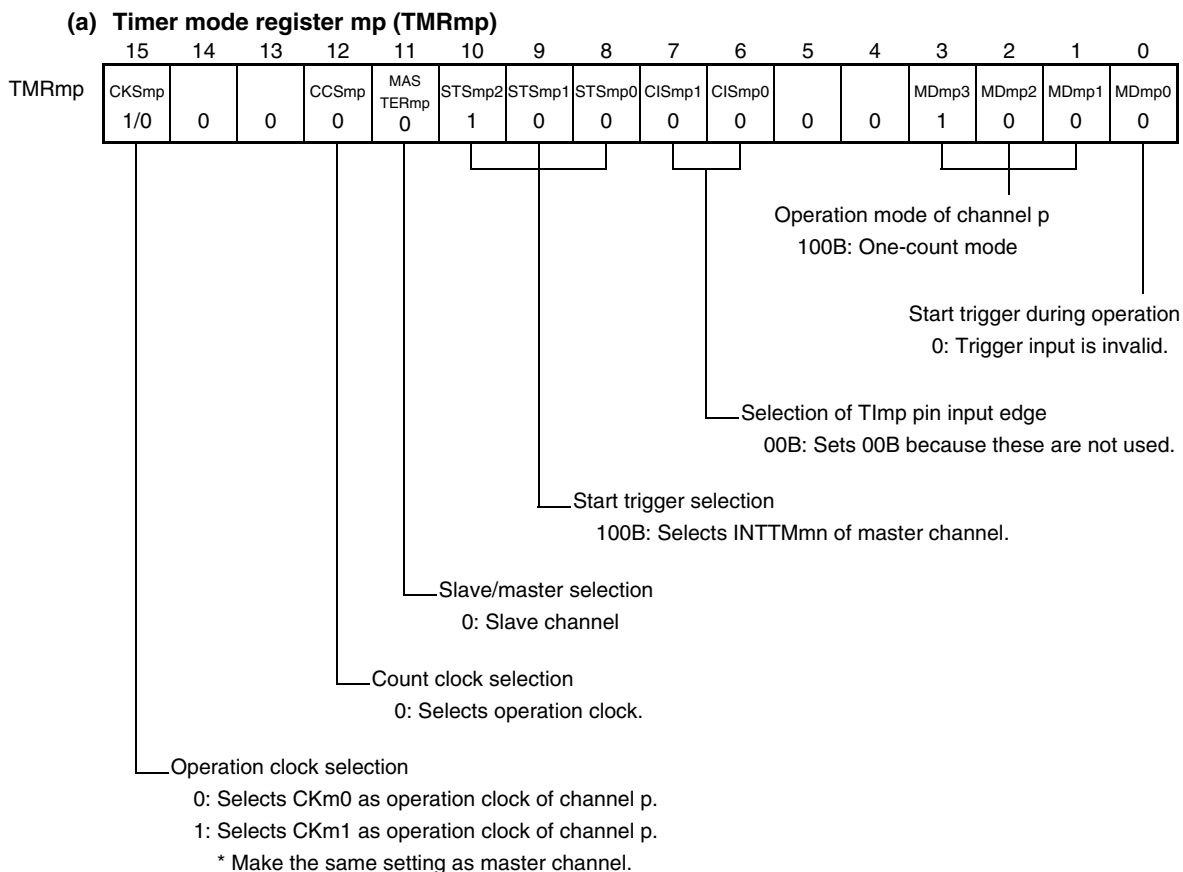 (a) Timer mode register mp (TMRmp)
15 14 13 12 11 10 9 8 7 6 5 4 3 2 1 0
TMRmp CKSmp CCSmp MAS TERmp STSmp2 STSmp1 STSmp0 CISmp1 CISmp0 MDmp3 MDmp2 MDmp1 MDmp0
1/0 0 0 0 0 1 0 0 0 0 0 0 1 0 0 0
Operation mode of channel p
100B: One-count mode
Start trigger during operation
0: Trigger input is invalid.
Selection of TImp pin input edge
00B: Sets 00B because these are not used.
Start trigger selection
100B: Selects INTTMmn of master channel.
Slave/master selection
0: Slave channel
Count clock selection
0: Selects operation clock.
Operation clock selection
0: Selects CKm0 as operation clock of channel p.
1: Selects CKm1 as operation clock of channel p.
* Make the same setting as master channel.